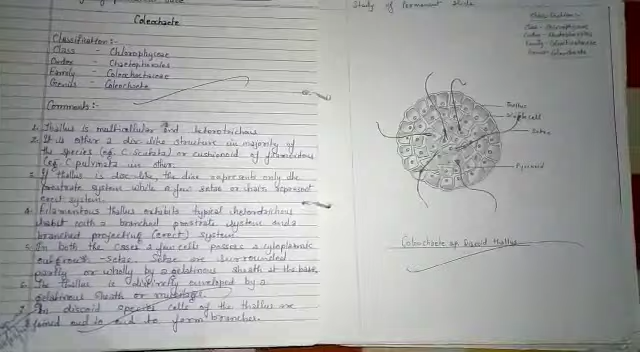 Study of Permanent Slide
Coleochaete
Classification:-
Class - Chlorophyceae
Order - Chaetophorales
Family - Coleochaetaceae
Genus - Coleochaete
Comments:-
1. Thallus is multicellular and heterotrichous
2. It is either a disc-like structure in majority of
the species (eg. C. scutata) or cushionoid of filamentous
(eg. C. pulvinata in other.
3. If thallus is disc-like, the disc represents only the
prostrate system while a few setae or hairs represent
erect system.
4. Filamentous thallus exhibits typical heterotrichous
habit with a branched prostrate system and a
branched projecting (erect) system.
5. In both the cases a few cells possess a cytoplasmic
outgrowth - setae. Setae are surrounded
partly or wholly by a gelatinous sheath at the base.
6. The thallus is distinctly enveloped by a
gelatinous sheath or mucilage.
7. In discoid species cells of the thallus are
joined end to end to form branches.
Classification:-
Family - Coleochaetaceae
Genus - Coleochaete
Thallus
Single cell
Setae
Pyrenoid
Coleochaete sp. Discoid thallus